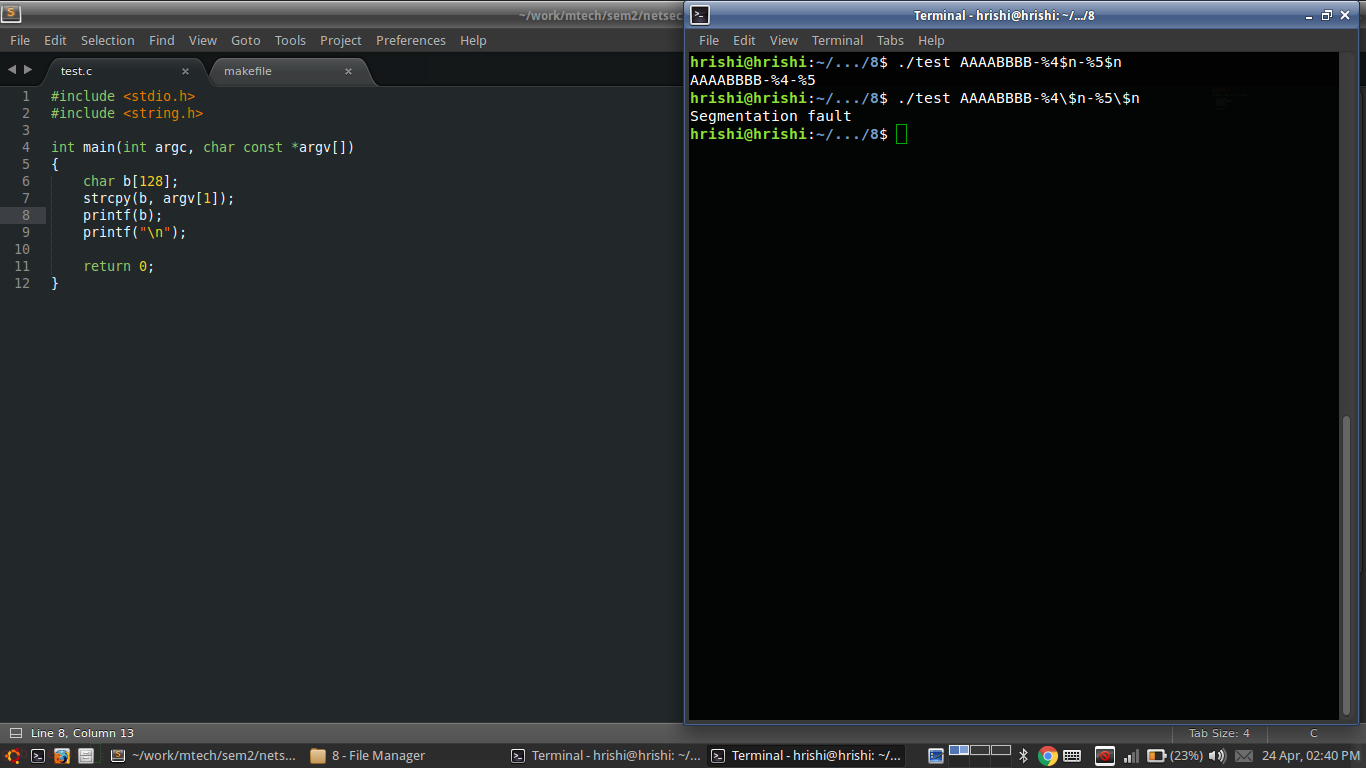 ~/work/mtech/sem2/netsec
File Edit Selection Find View Goto Tools Project Preferences Help
test.c × makefile ×
1 #include <stdio.h>
2 #include <string.h>
3
4 int main(int argc, char const *argv[])
5 {
6     char b[128];
7     strcpy(b, argv[1]);
8     printf(b);
9     printf("\n");
10
11     return 0;
12 }
Line 8, Column 13
Tab Size: 4 C
Terminal - hrishi@hrishi: ~/.../8
File Edit View Terminal Tabs Help
hrishi@hrishi:~/.../8$ ./test AAAABBBB-%4$n-%5$n
AAAABBBB-%4-%5
hrishi@hrishi:~/.../8$ ./test AAAABBBB-%4\$n-%5\$n
Segmentation fault
hrishi@hrishi:~/.../8$
~/work/mtech/sem2/nets... 8 - File Manager Terminal - hrishi@hrishi: ~/... Terminal - hrishi@hrishi: ~/... (23%) 24 Apr, 02:40 PM